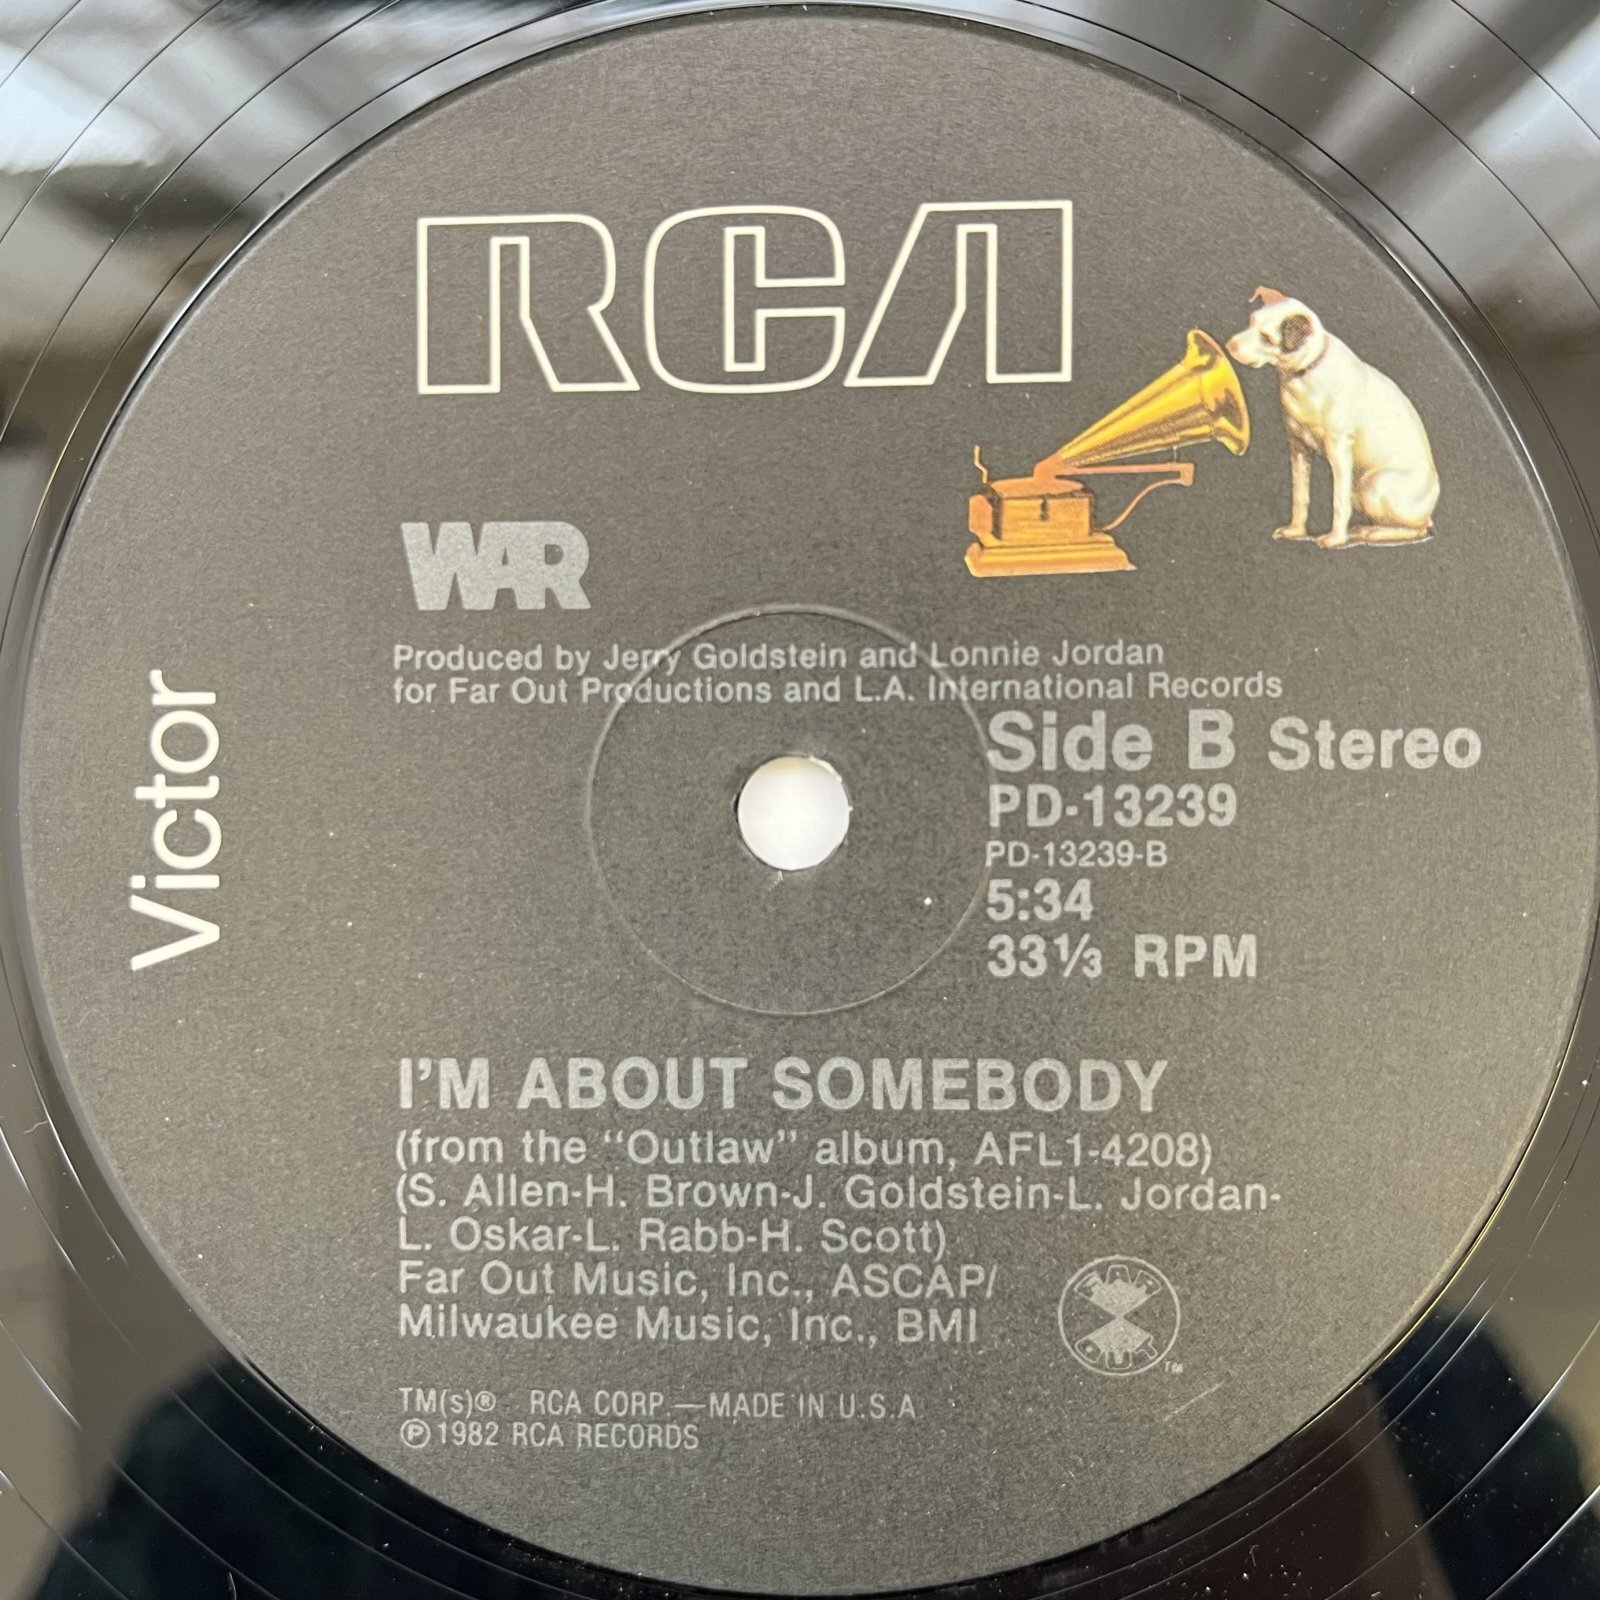 RCA
WAR
Produced by Jerry Goldstein and Lonnie Jordan
for Far Out Productions and L.A. International Records
Side B Stereo
PD-13239
PD-13239-B
5:34
33⅓ RPM
Victor
I'M ABOUT SOMEBODY
(from the "Outlaw" album, AFL1-4208)
(S. Allen-H. Brown-J. Goldstein-L. Jordan-
L. Oskar-L. Rabb-H. Scott)
Far Out Music, Inc., ASCAP/
Milwaukee Music, Inc., BMI
FAR
OUT
TM
TM(s)® RCA CORP.—MADE IN U.S.A
℗ 1982 RCA RECORDS